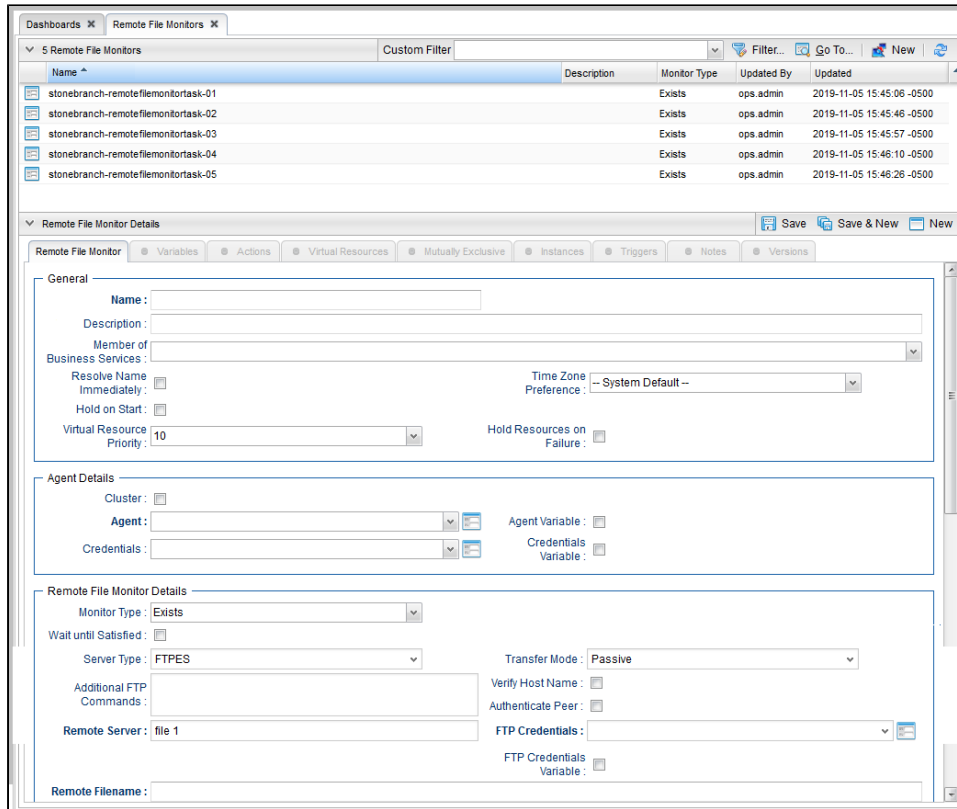 Dashboards Remote File Monitors
5 Remote File Monitors Custom Filter Filter... Go To... New
Name Description Monitor Type Updated By Updated
stonebranch-remotefilemonitortask-01 Exists ops.admin 2019-11-05 15:45:06 -0500
stonebranch-remotefilemonitortask-02 Exists ops.admin 2019-11-05 15:45:46 -0500
stonebranch-remotefilemonitortask-03 Exists ops.admin 2019-11-05 15:45:57 -0500
stonebranch-remotefilemonitortask-04 Exists ops.admin 2019-11-05 15:46:10 -0500
stonebranch-remotefilemonitortask-05 Exists ops.admin 2019-11-05 15:46:26 -0500
Remote File Monitor Details Save Save & New New
Remote File Monitor Variables Actions Virtual Resources Mutually Exclusive Instances Triggers Notes Versions
General
Name :
Description :
Member of
Business Services :
Resolve Name
Immediately :
Time Zone
Preference : -- System Default --
Hold on Start :
Virtual Resource
Priority : 10
Hold Resources on
Failure :
Agent Details
Cluster :
Agent : Agent Variable :
Credentials : Credentials
Variable :
Remote File Monitor Details
Monitor Type : Exists
Wait until Satisfied :
Server Type : FTPES Transfer Mode : Passive
Additional FTP
Commands :
Verify Host Name :
Authenticate Peer :
Remote Server : file 1 FTP Credentials :
FTP Credentials
Variable :
Remote Filename :